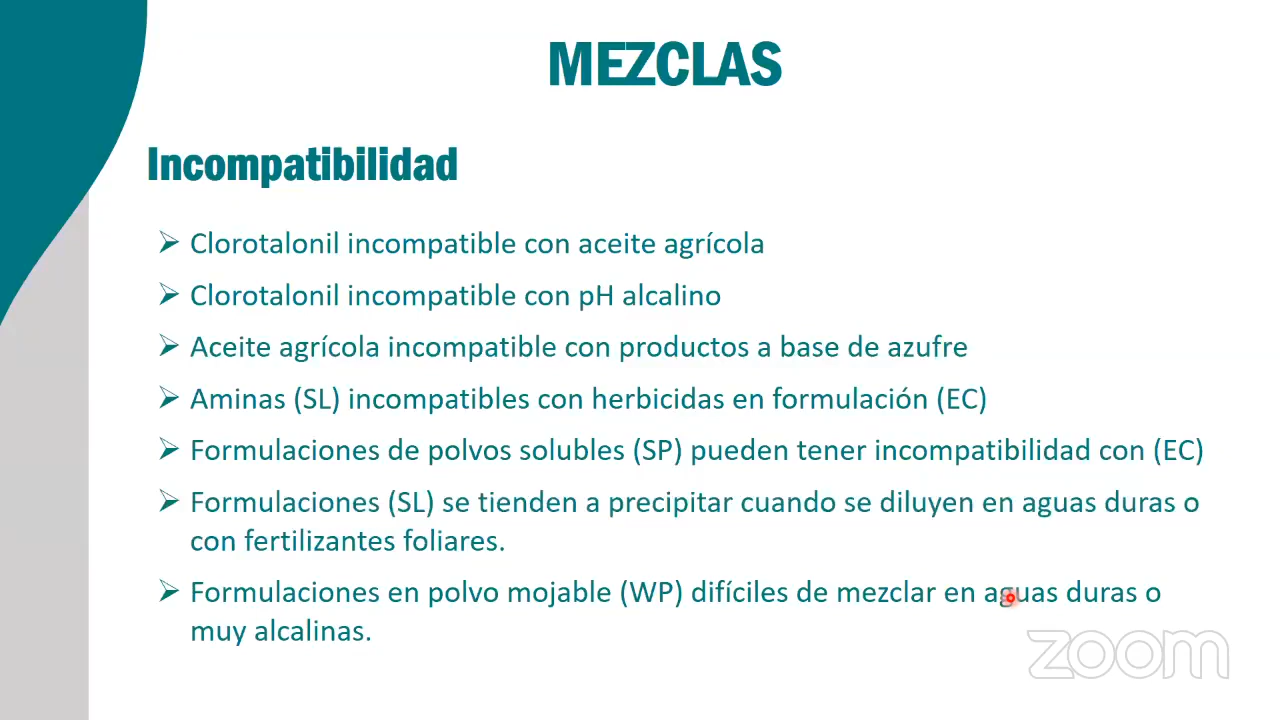 MEZCLAS
Incompatibilidad
➢ Clorotalonil incompatible con aceite agrícola
➢ Clorotalonil incompatible con pH alcalino
➢ Aceite agrícola incompatible con productos a base de azufre
➢ Aminas (SL) incompatibles con herbicidas en formulación (EC)
➢ Formulaciones de polvos solubles (SP) pueden tener incompatibilidad con (EC)
➢ Formulaciones (SL) se tienden a precipitar cuando se diluyen en aguas duras o
con fertilizantes foliares.
➢ Formulaciones en polvo mojable (WP) difíciles de mezclar en aguas duras o
muy alcalinas.
zoom